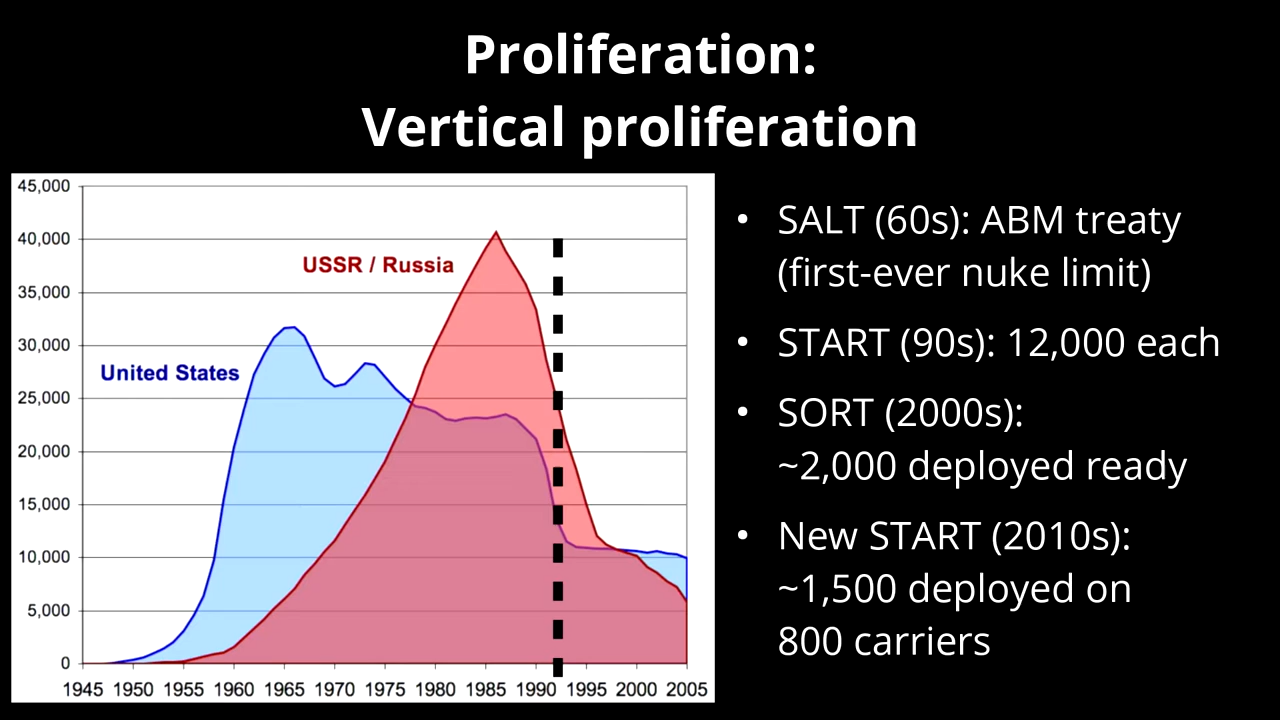 Proliferation:
Vertical proliferation
45,000
40,000
35,000
30,000
25,000
20,000
15,000
10,000
5,000
0
USSR / Russia
United States
1945 1950 1955 1960 1965 1970 1975 1980 1985 1990 1995 2000 2005
• SALT (60s): ABM treaty
(first-ever nuke limit)
• START (90s): 12,000 each
• SORT (2000s):
~2,000 deployed ready
• New START (2010s):
~1,500 deployed on
800 carriers